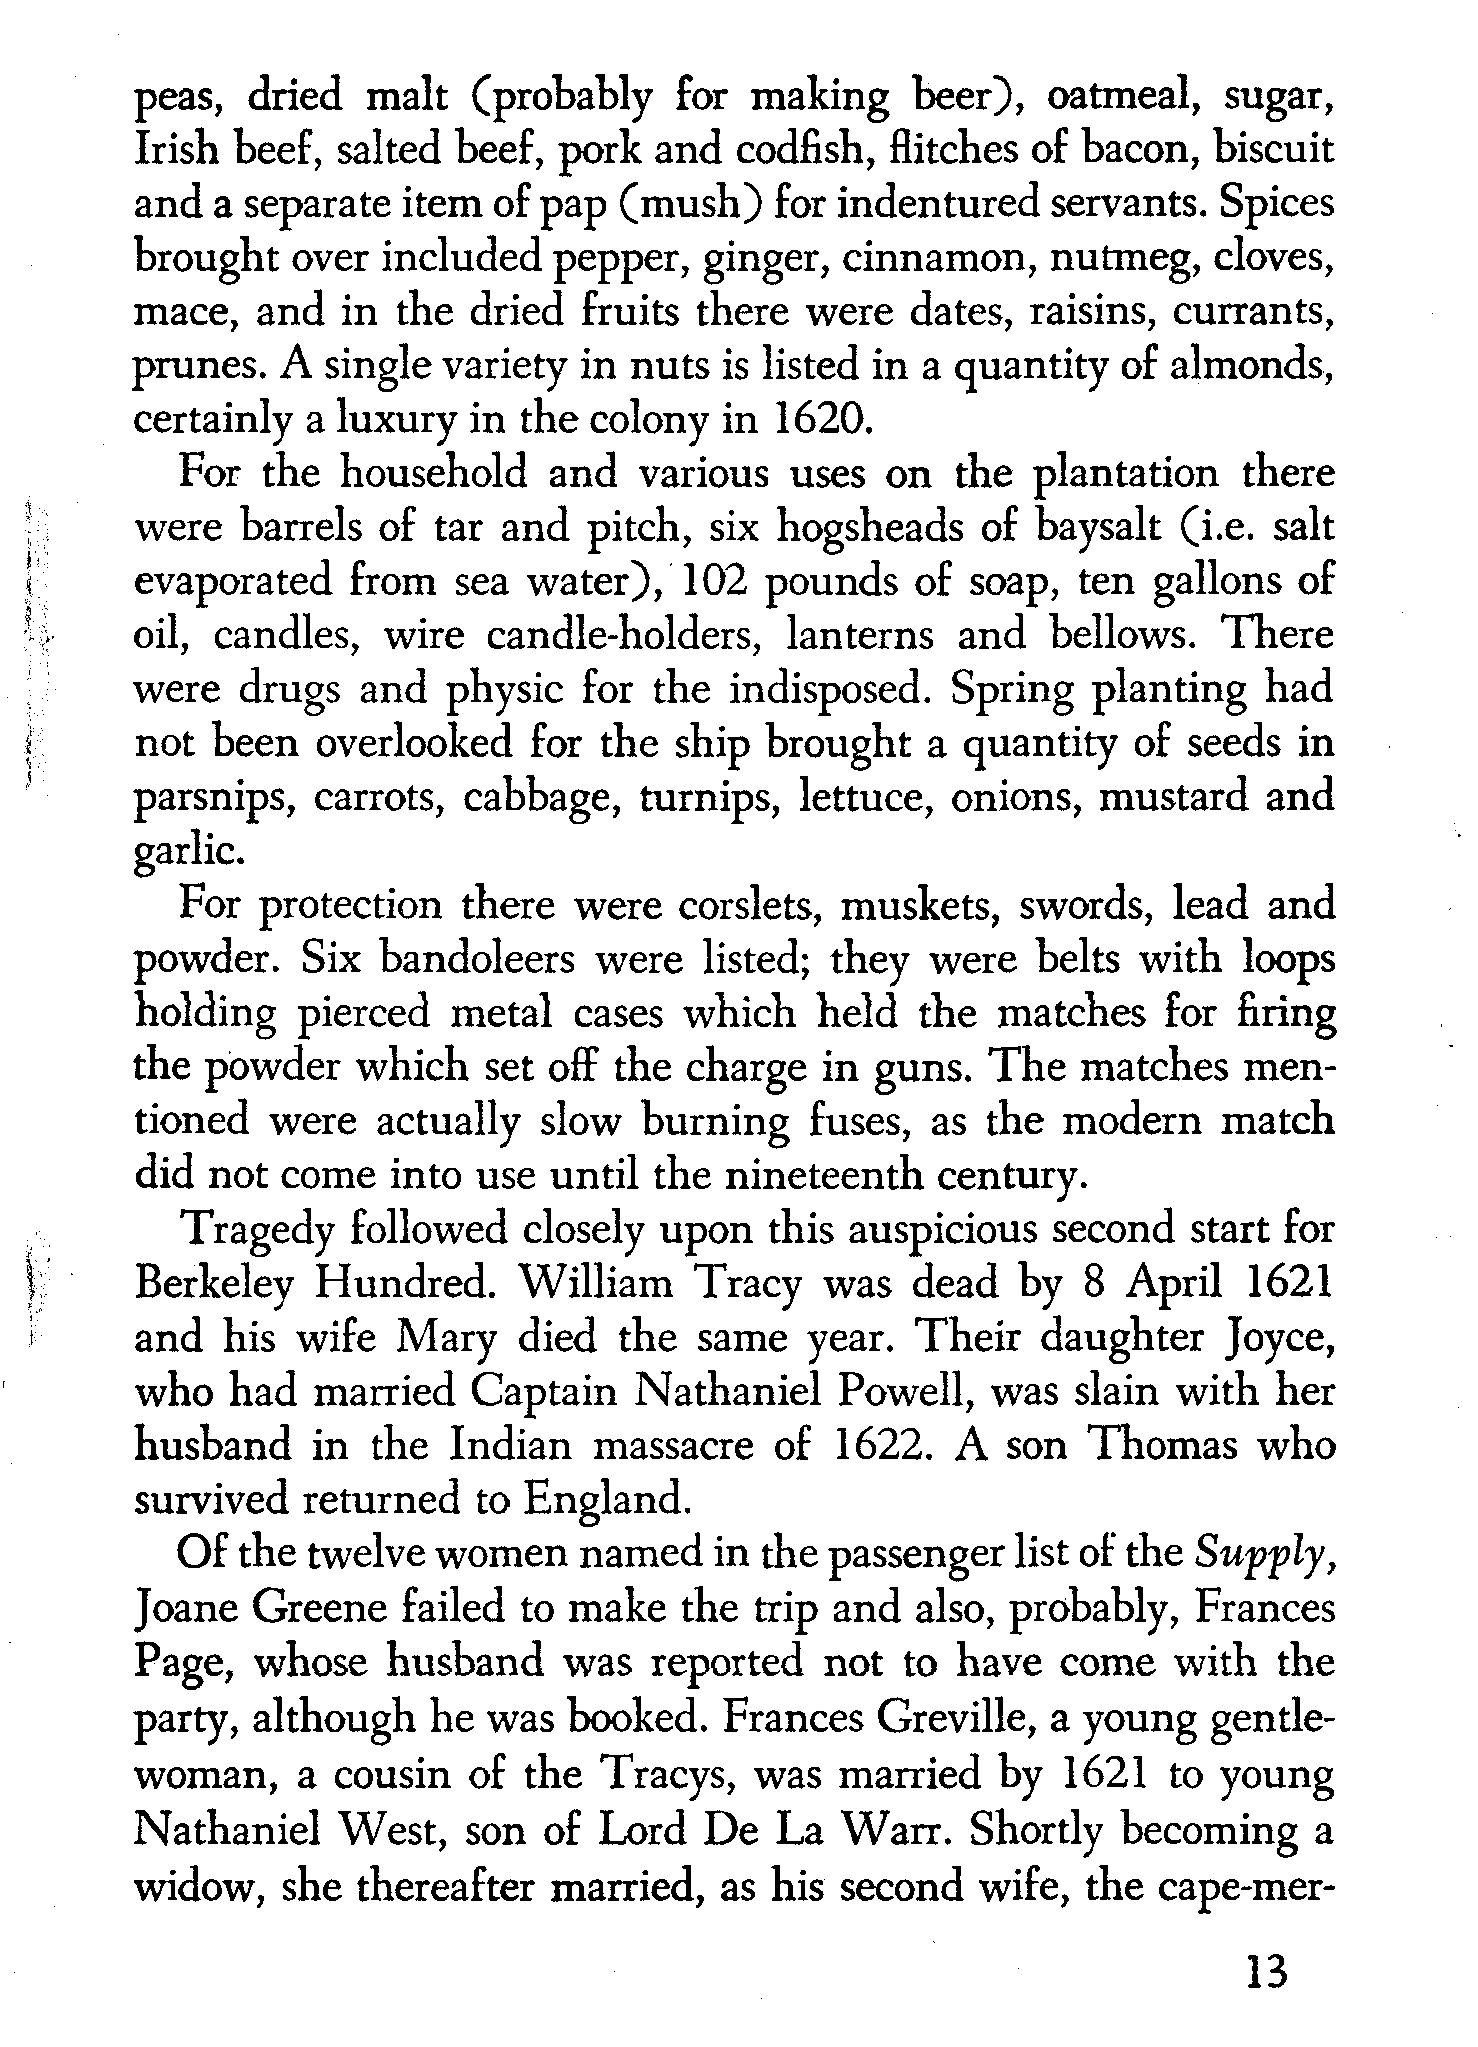 peas, dried malt (probably for making beer), oatmeal, sugar,
Irish beef, salted beef, pork and codfish, flitches of bacon, biscuit
and a separate item of pap (mush) for indentured servants. Spices
brought over included pepper, ginger, cinnamon, nutmeg, cloves,
mace, and in the dried fruits there were dates, raisins, currants,
prunes. A single variety in nuts is listed in a quantity of almonds,
certainly a luxury in the colony in 1620.
For the household and various uses on the plantation there
were barrels of tar and pitch, six hogsheads of baysalt (i.e. salt
evaporated from sea water), 102 pounds of soap, ten gallons of
oil, candles, wire candle-holders, lanterns and bellows. There
were drugs and physic for the indisposed. Spring planting had
not been overlooked for the ship brought a quantity of seeds in
parsnips, carrots, cabbage, turnips, lettuce, onions, mustard and
garlic.
For protection there were corslets, muskets, swords, lead and
powder. Six bandoleers were listed; they were belts with loops
holding pierced metal cases which held the matches for firing
the powder which set off the charge in guns. The matches men-
tioned were actually slow burning fuses, as the modern match
did not come into use until the nineteenth century.
Tragedy followed closely upon this auspicious second start for
Berkeley Hundred. William Tracy was dead by 8 April 1621
and his wife Mary died the same year. Their daughter Joyce,
who had married Captain Nathaniel Powell, was slain with her
husband in the Indian massacre of 1622. A son Thomas who
survived returned to England.
Of the twelve women named in the passenger list of the Supply,
Joane Greene failed to make the trip and also, probably, Frances
Page, whose husband was reported not to have come with the
party, although he was booked. Frances Greville, a young gentle-
woman, a cousin of the Tracys, was married by 1621 to young
Nathaniel West, son of Lord De La Warr. Shortly becoming a
widow, she thereafter married, as his second wife, the cape-mer-
13